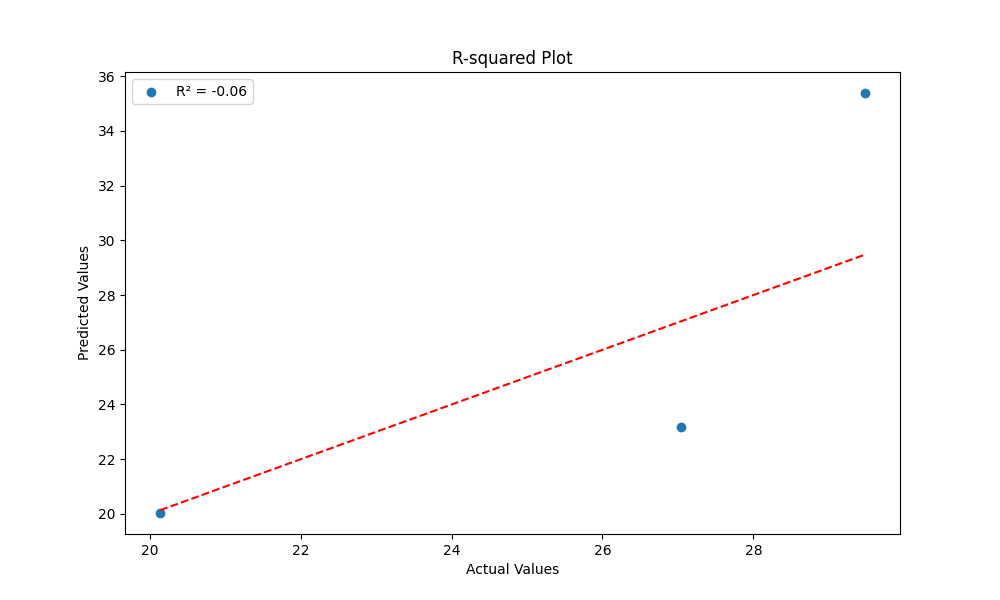 R-squared Plot
R² = -0.06
36
34
32
30
28
26
24
22
20
Predicted Values
20 22 24 26 28
Actual Values